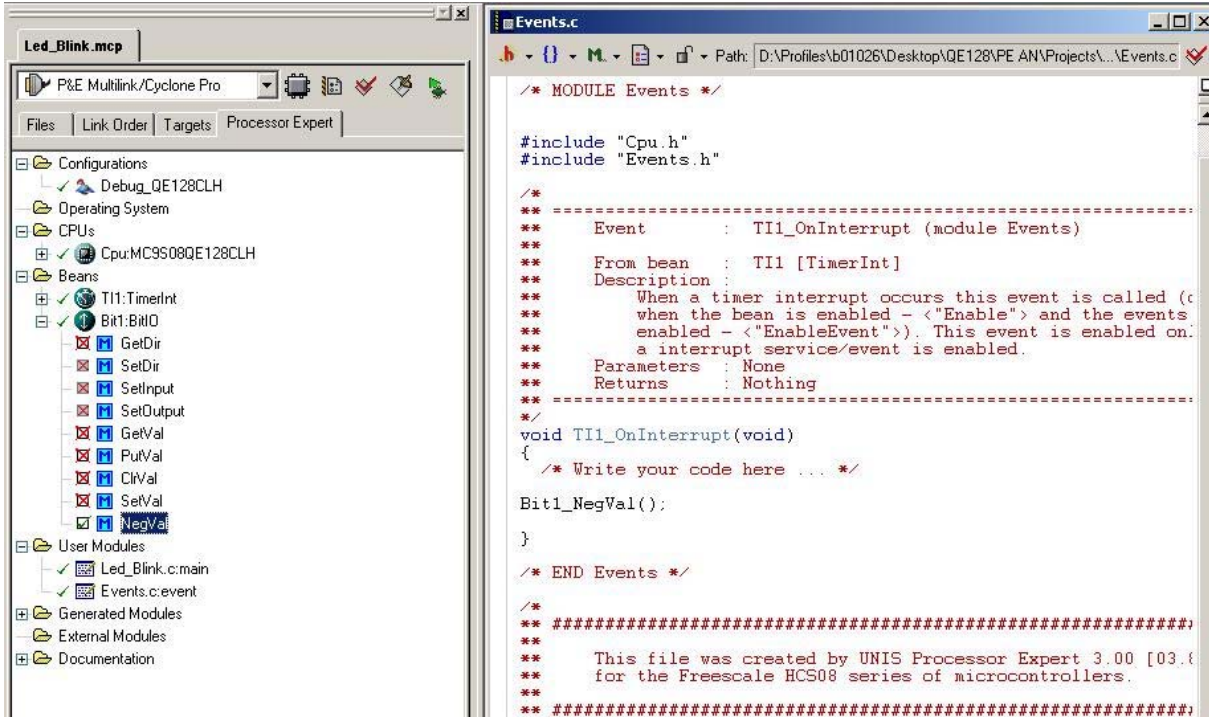 Led_Blink.mcp
P&E Multilink/Cyclone Pro
Files Link Order Targets Processor Expert
Configurations
Debug_QE128CLH
Operating System
CPUs
Cpu:MC9S08QE128CLH
Beans
TI1:TimerInt
Bit1:BitIO
M GetDir
M SetDir
M SetInput
M SetOutput
M GetVal
M PutVal
M ClrVal
M SetVal
M NegVal
User Modules
Led_Blink.c:main
Events.c:event
Generated Modules
External Modules
Documentation
Events.c
.h {} M. Path: D:\Profiles\b01026\Desktop\QE128\PE AN\Projects\...\Events.c
/* MODULE Events */
#include "Cpu.h"
#include "Events.h"
/*
** ===================================================================
** Event : TI1_OnInterrupt (module Events)
**
** From bean : TI1 [TimerInt]
** Description :
** When a timer interrupt occurs this event is called (o
** when the bean is enabled - <"Enable"> and the events
** enabled - <"EnableEvent">). This event is enabled onl
** a interrupt service/event is enabled.
** Parameters : None
** Returns : Nothing
** ===================================================================
*/
void TI1_OnInterrupt(void)
{
/* Write your code here ... */
Bit1_NegVal();
}
/* END Events */
/*
** ###################################################################
**
** This file was created by UNIS Processor Expert 3.00 [03.8
** for the Freescale HCS08 series of microcontrollers.
**
** ###################################################################